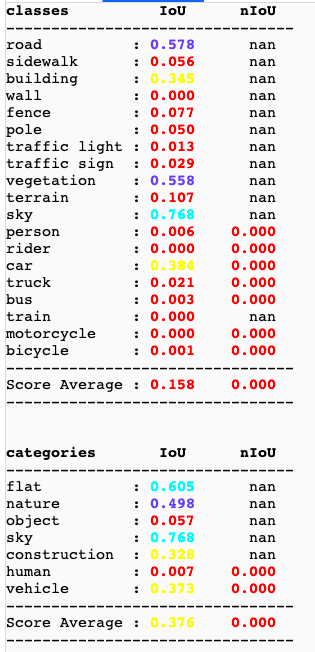 classes IoU nIoU
--------------------------------
road : 0.578 nan
sidewalk : 0.056 nan
building : 0.345 nan
wall : 0.000 nan
fence : 0.077 nan
pole : 0.050 nan
traffic light : 0.013 nan
traffic sign : 0.029 nan
vegetation : 0.558 nan
terrain : 0.107 nan
sky : 0.768 nan
person : 0.006 0.000
rider : 0.000 0.000
car : 0.384 0.000
truck : 0.021 0.000
bus : 0.003 0.000
train : 0.000 nan
motorcycle : 0.000 0.000
bicycle : 0.001 0.000
--------------------------------
Score Average : 0.158 0.000
--------------------------------
categories IoU nIoU
--------------------------------
flat : 0.605 nan
nature : 0.498 nan
object : 0.057 nan
sky : 0.768 nan
construction : 0.328 nan
human : 0.007 0.000
vehicle : 0.373 0.000
--------------------------------
Score Average : 0.376 0.000
--------------------------------